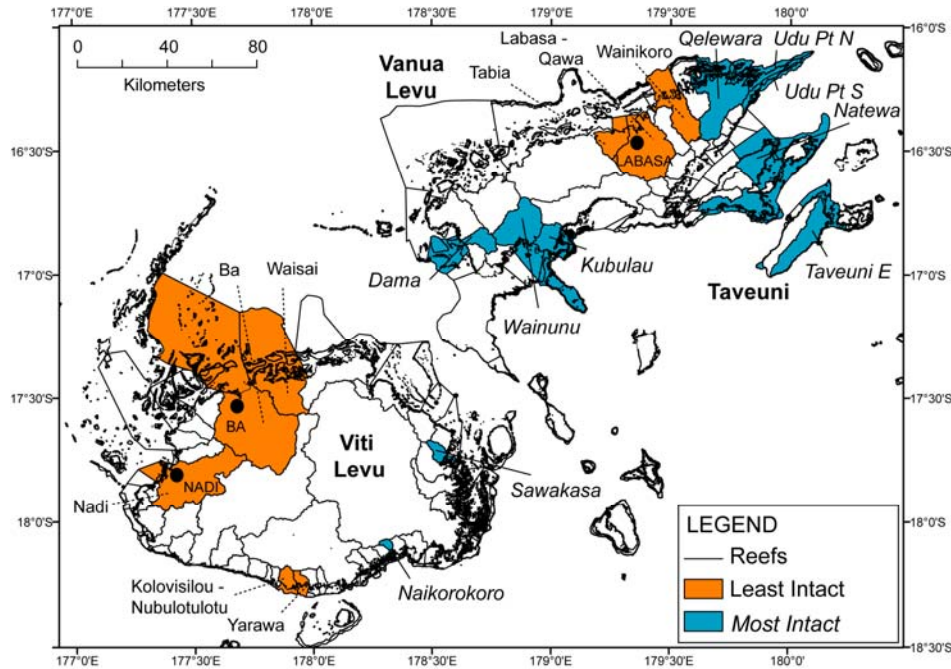 177°0'E 177°30'E 178°0'E 178°30'E 179°0'E 179°30'E 180°0'
16°0'S
16°0'S
0 40 80
Kilometers
Vanua
Levu
Tabia
Labasa -
Qawa
Wainikoro
Qelewara
Udu Pt N
Udu Pt S
Natewa
16°30'S
16°30'S
LABASA
17°0'S
17°0'S
Dama
Kubulau
Wainunu
Taveuni
Taveuni E
Ba
Waisai
17°30'S
17°30'S
BA
Viti
Levu
NADI
Nadi
Sawakasa
18°0'S
18°0'S
Kolovisilou -
Nubulotulotu
Yarawa
Naikorokoro
LEGEND
Reefs
Least Intact
Most Intact
18°30'S
18°30'S
177°0'E 177°30'E 178°0'E 178°30'E 179°0'E 179°30'E 180°0'